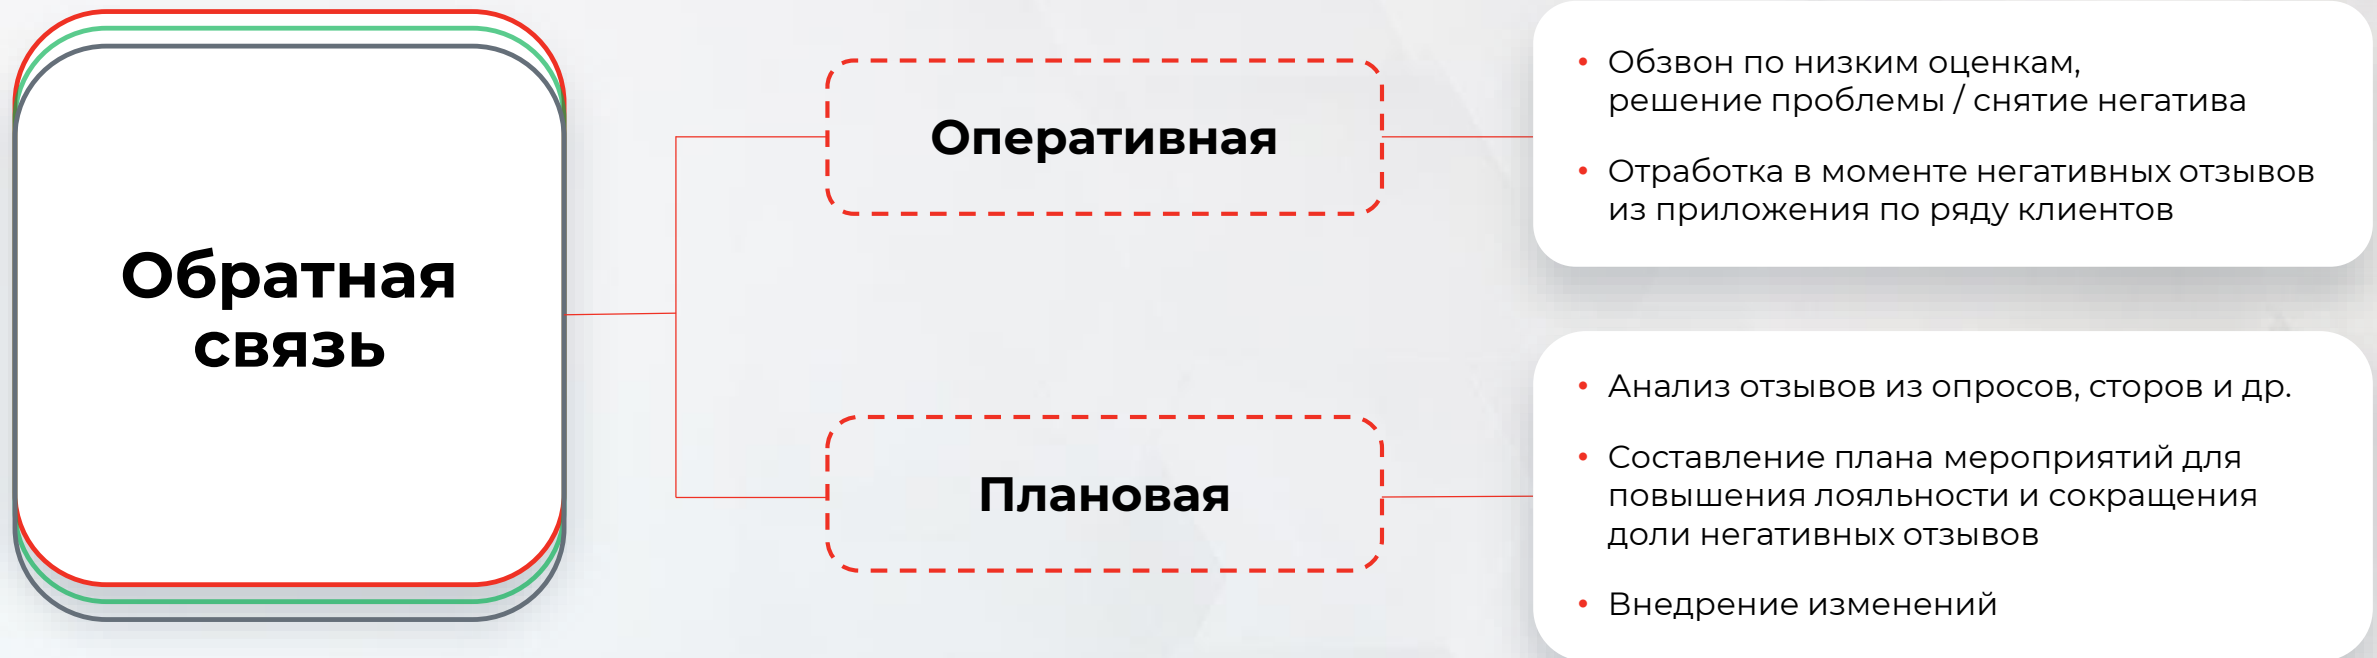 Обратная
связь
Оперативная
• Обзвон по низким оценкам,
решение проблемы / снятие негатива
• Отработка в моменте негативных отзывов
из приложения по ряду клиентов
Плановая
• Анализ отзывов из опросов, сторов и др.
• Составление плана мероприятий для
повышения лояльности и сокращения
доли негативных отзывов
• Внедрение изменений